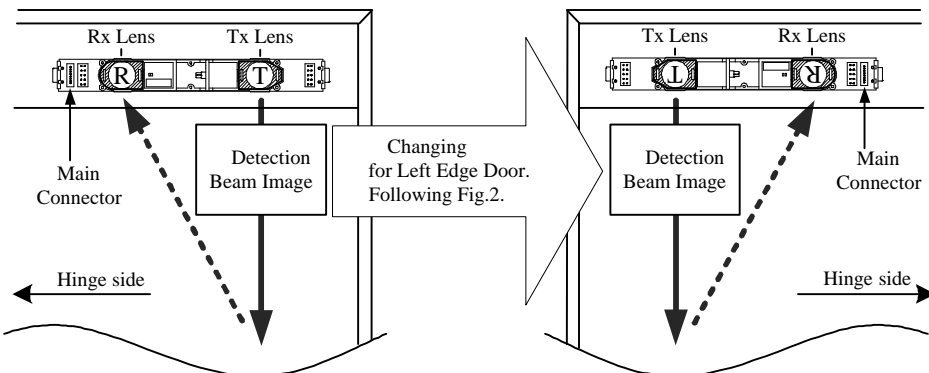 Rx Lens
Tx Lens
R
T
Main
Connector
Detection
Beam Image
Hinge side
Changing
for Left Edge Door.
Following Fig.2.
Tx Lens
Rx Lens
T
R
Detection
Beam Image
Main
Connector
Hinge side